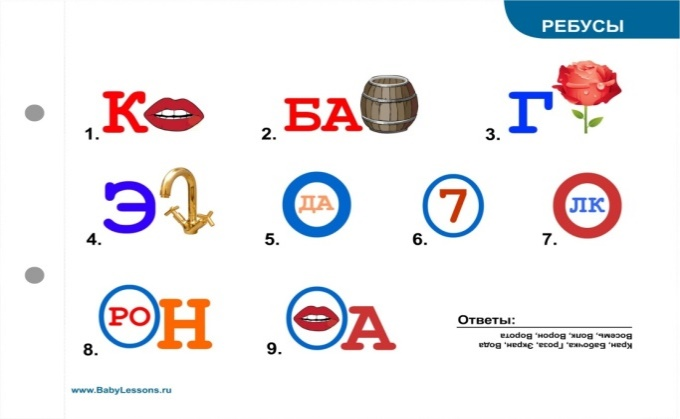 РЕБУСЫ
1. К
2. БА
3. Г
4. Э
5. ДА
6. 7
7. ЛК
8. РО Н
9. А
Ответы:
Кран, Бабочка, Гроза, Экран, Вода
Восемь, Волк, Ворон, Ворота
www.BabyLessons.ru